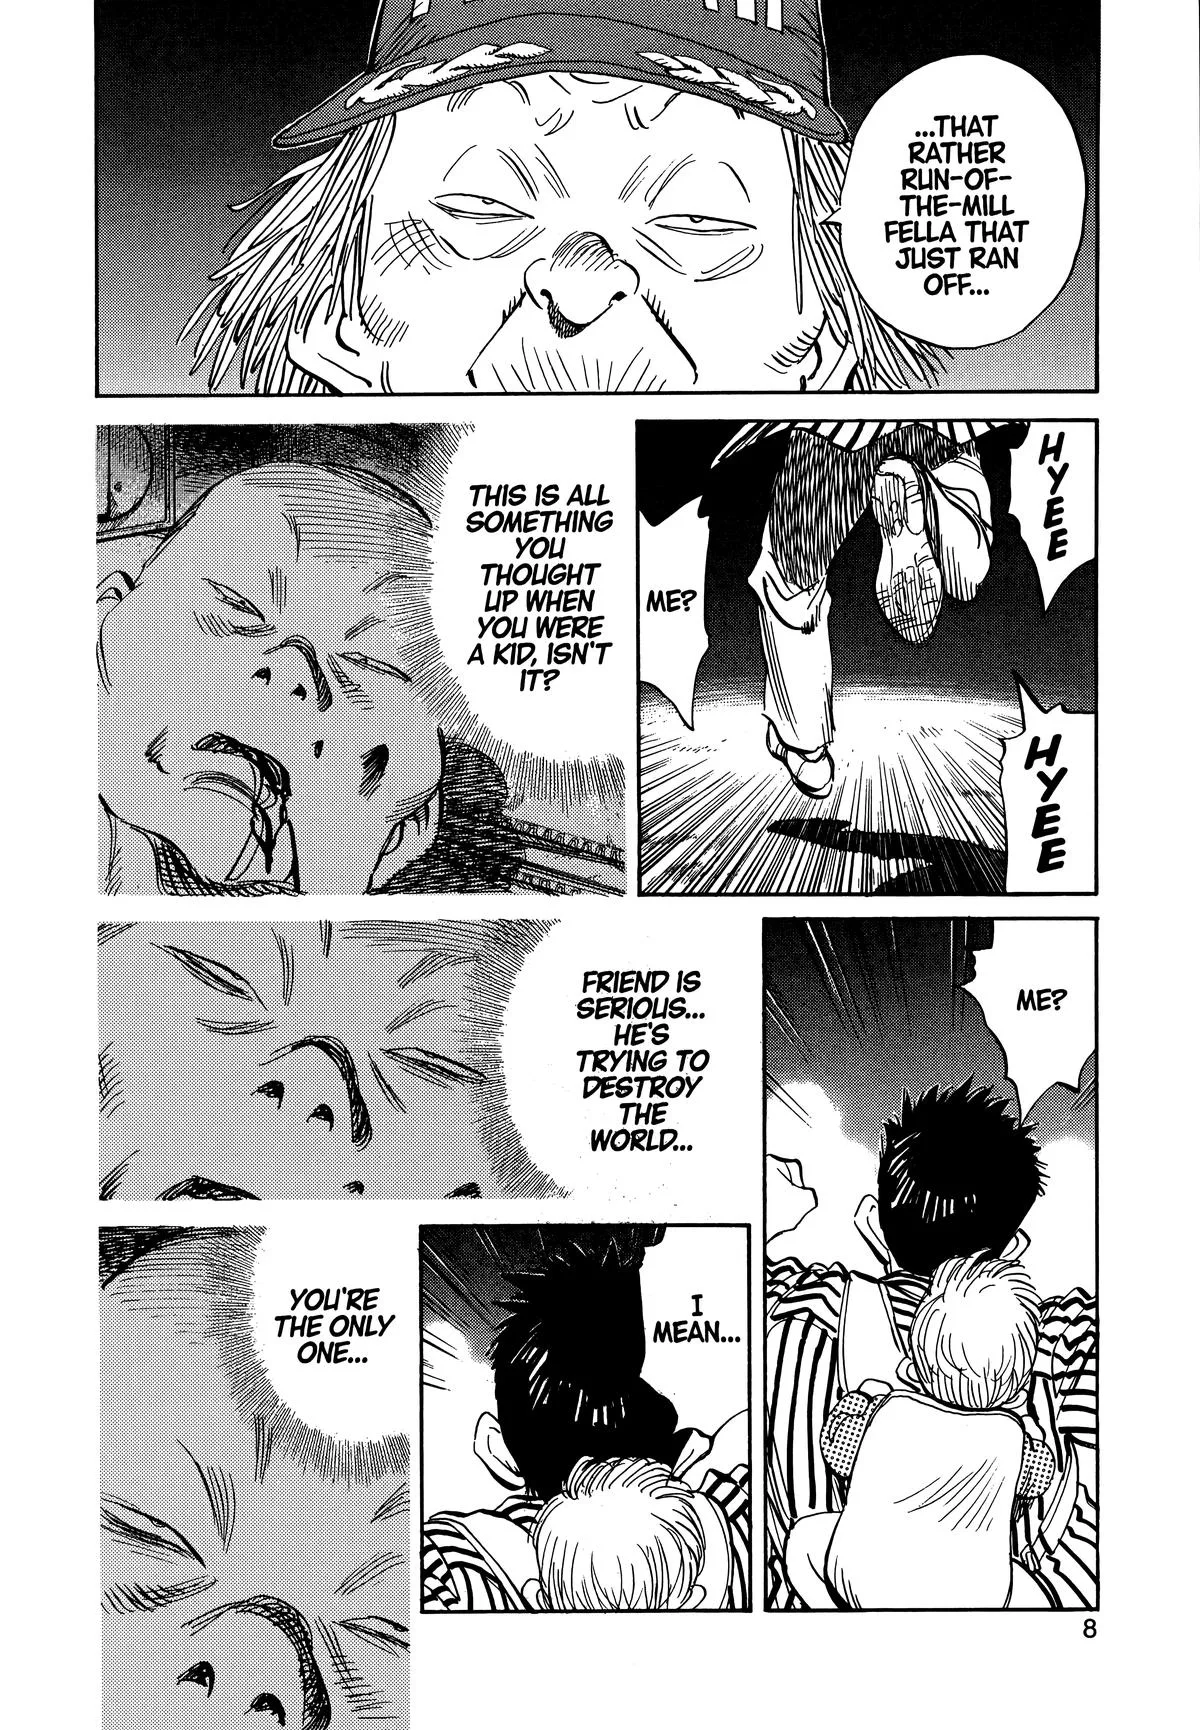 ...THAT
RATHER
RUN-OF-
THE-MILL
FELLA THAT
JUST RAN
OFF...
HYEE
ME?
HYEE
THIS IS ALL
SOMETHING
YOU
THOUGHT
UP WHEN
YOU WERE
A KID, ISN'T
IT?
ME?
FRIEND IS
SERIOUS...
HE'S
TRYING TO
DESTROY
THE
WORLD...
I
MEAN...
YOU'RE
THE ONLY
ONE...
8